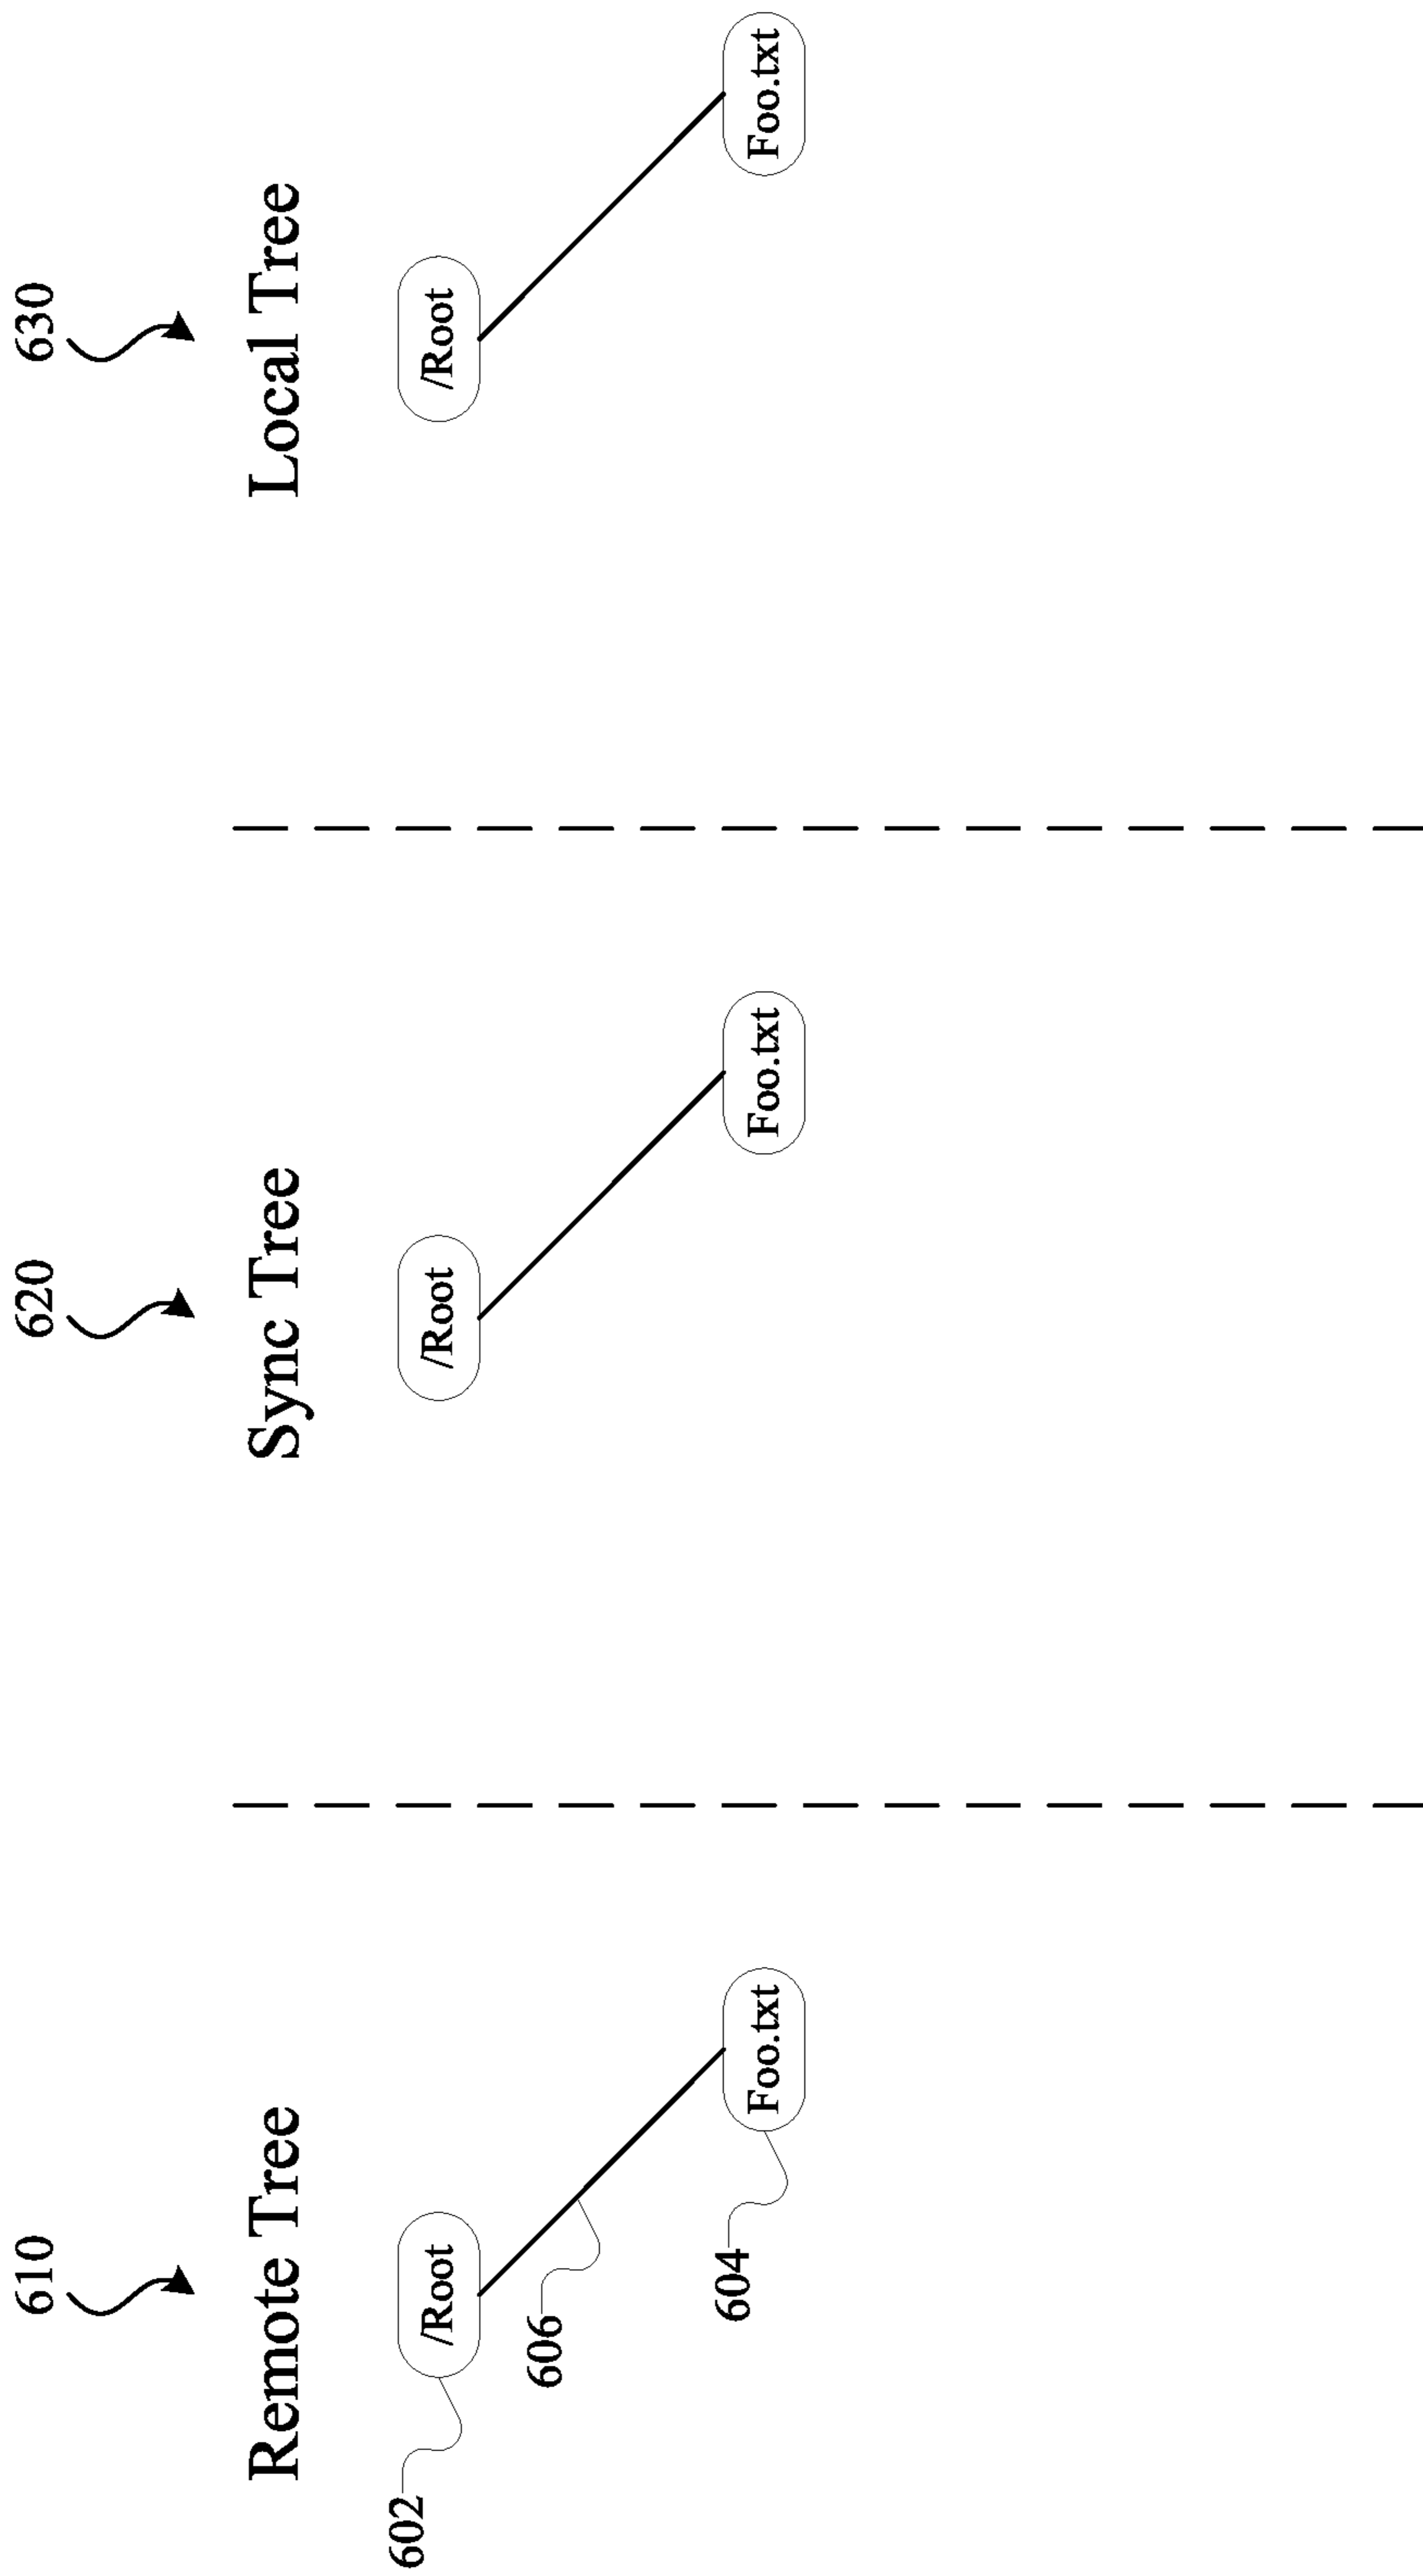 610
620
630
Remote Tree
Sync Tree
Local Tree
602
/Root
/Root
/Root
606
604
Foo.txt
Foo.txt
Foo.txt